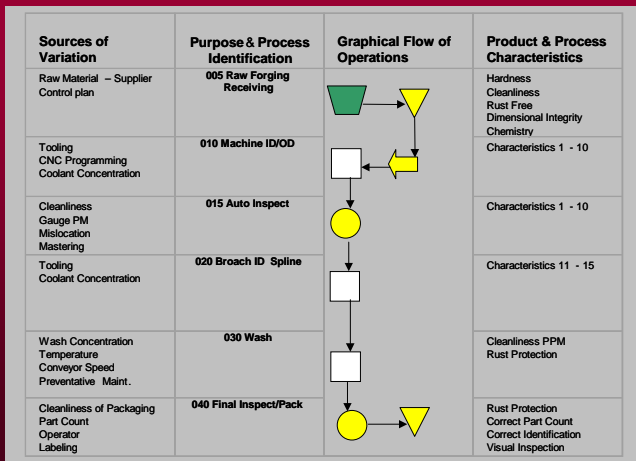 Sources of
Variation
Purpose & Process
Identification
Graphical Flow of
Operations
Product & Process
Characteristics
Raw Material – Supplier
Control plan
005 Raw Forging
Receiving
Hardness
Cleanliness
Rust Free
Dimensional Integrity
Chemistry
Tooling
CNC Programming
Coolant Concentration
010 Machine ID/OD
Characteristics 1 - 10
Cleanliness
Gauge PM
Mislocation
Mastering
015 Auto Inspect
Characteristics 1 - 10
Tooling
Coolant Concentration
020 Broach ID Spline
Characteristics 11 - 15
Wash Concentration
Temperature
Conveyor Speed
Preventative Maint.
030 Wash
Cleanliness PPM
Rust Protection
Cleanliness of Packaging
Part Count
Operator
Labeling
040 Final Inspect/Pack
Rust Protection
Correct Part Count
Correct Identification
Visual Inspection